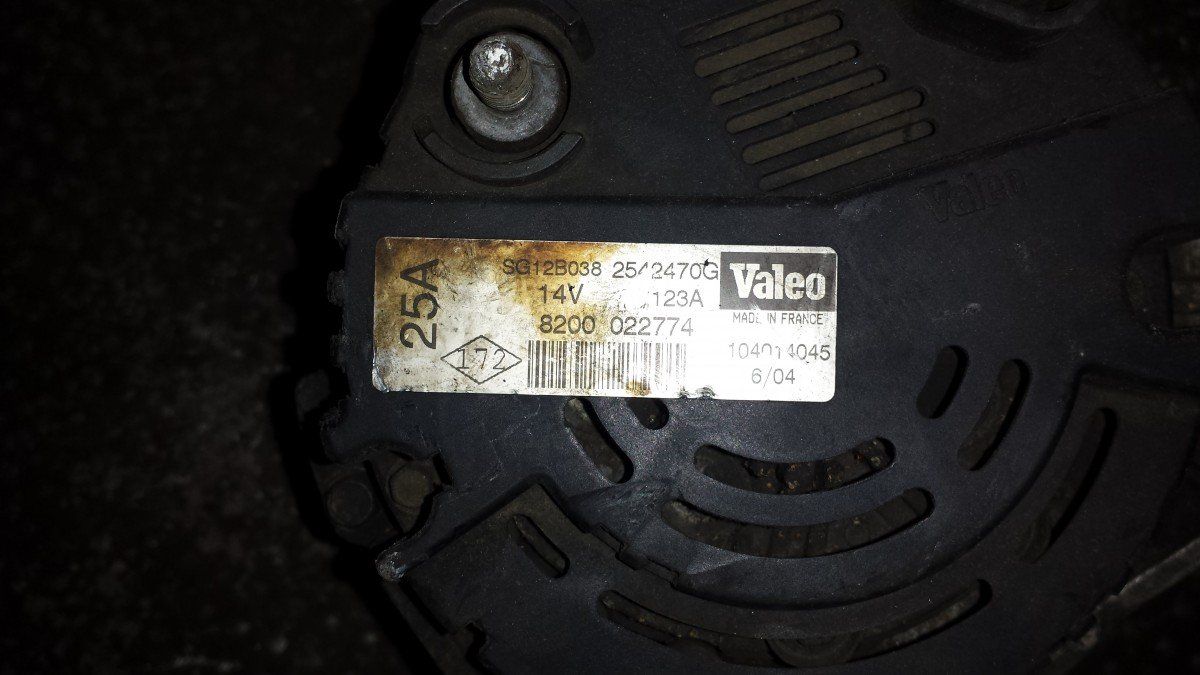 Valeo
25A
SG12B038 2542470G
14V 123A
8200 022774
172
Valeo
MADE IN FRANCE
104014045
6/04